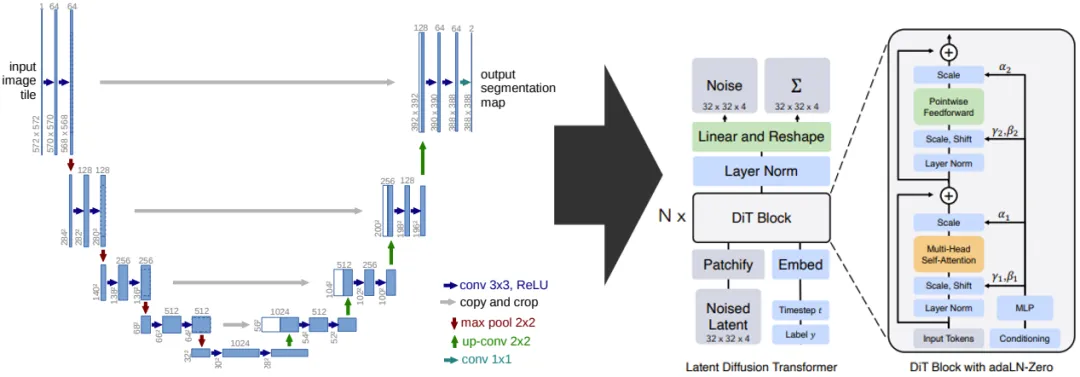 1 64 64
128 64 64 2
input
image
tile
output
segmentation
map
572 x 572
570 x 570
568 x 568
392 x 392
390 x 390
388 x 388
388 x 388
128 128
256 128
284²
282²
280²
200²
198²
196²
256 256
512 256
140²
138²
136²
104²
102²
100²
512 512
1024 512
68²
66²
64²
56²
54²
52²
1024
32²
30²
28²
conv 3x3, ReLU
copy and crop
max pool 2x2
up-conv 2x2
conv 1x1
Noise
32 x 32 x 4
Σ
32 x 32 x 4
Linear and Reshape
Layer Norm
N x
DiT Block
Patchify
Embed
Noised
Latent
32 x 32 x 4
Timestep t
Label y
Latent Diffusion Transformer
+
Scale
α₂
Pointwise
Feedforward
Scale, Shift
γ₂,β₂
Layer Norm
+
Scale
α₁
Multi-Head
Self-Attention
Scale, Shift
γ₁,β₁
Layer Norm
MLP
Input Tokens
Conditioning
DiT Block with adaLN-Zero